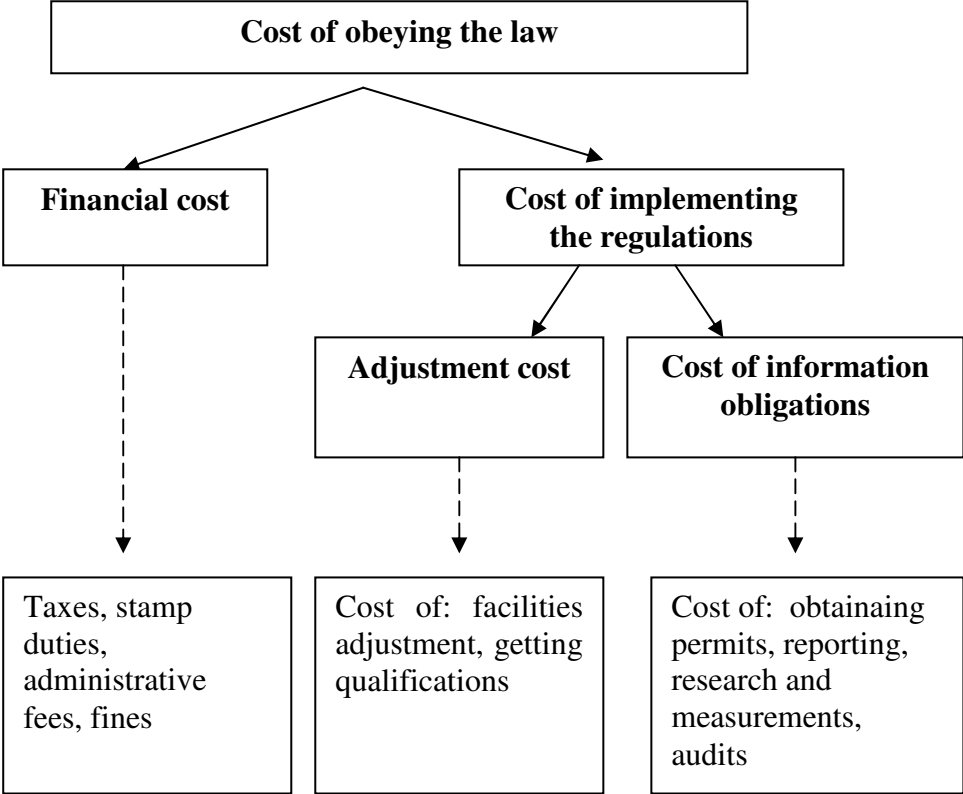 Cost of obeying the law
Financial cost
Cost of implementing
the regulations
Adjustment cost
Cost of information
obligations
Taxes, stamp
duties,
administrative
fees, fines
Cost of: facilities
adjustment, getting
qualifications
Cost of: obtainaing
permits, reporting,
research and
measurements,
audits